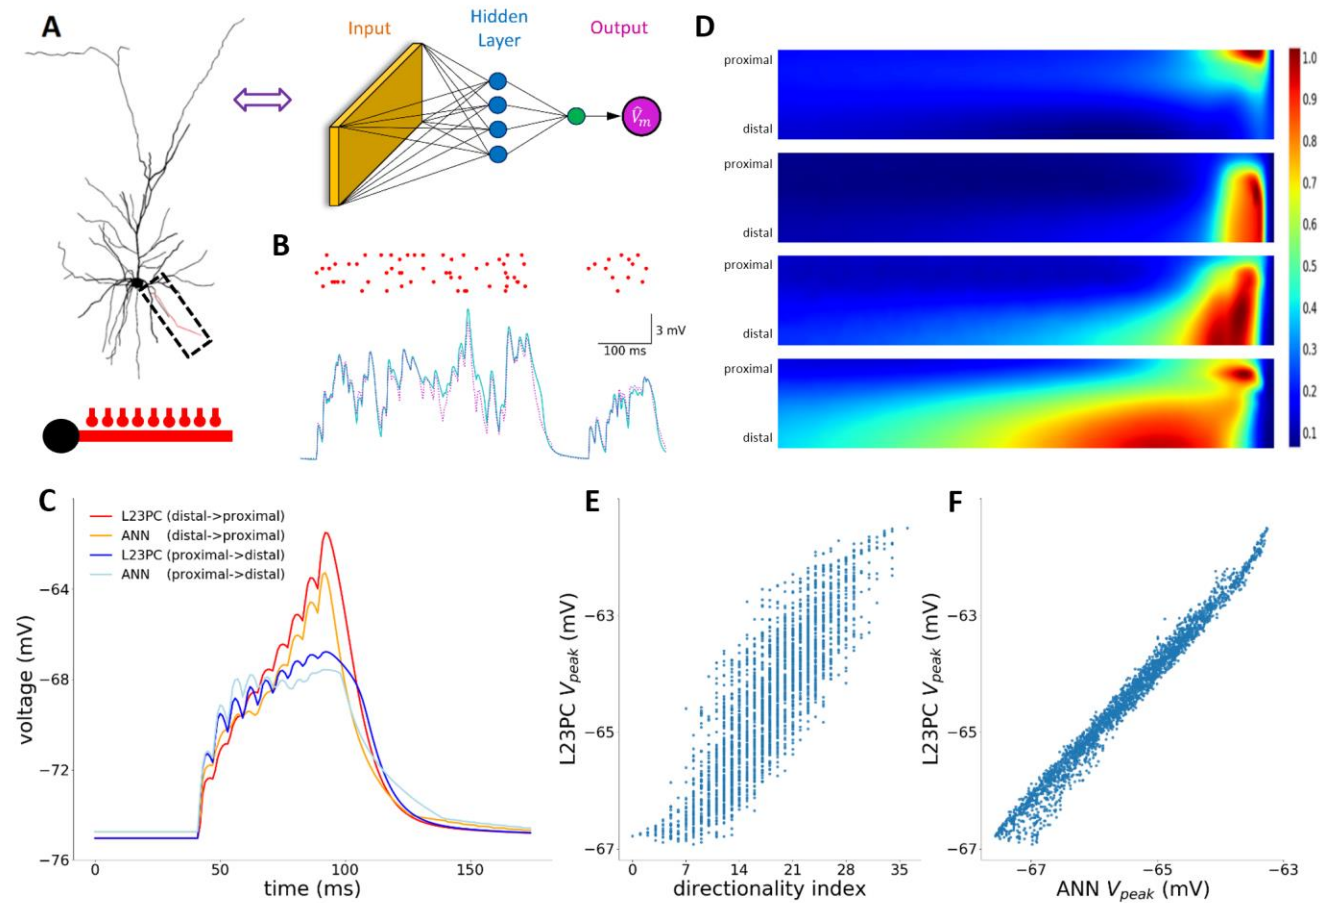 A
Input
Hidden
Layer
Output
V̂m
B
3 mV
100 ms
D
proximal
distal
proximal
distal
proximal
distal
proximal
distal
1.0
0.9
0.8
0.7
0.6
0.5
0.4
0.3
0.2
0.1
C
L23PC (distal->proximal)
ANN (distal->proximal)
L23PC (proximal->distal)
ANN (proximal->distal)
voltage (mV)
−64
−68
−72
−76
0
50
100
150
time (ms)
E
L23PC Vpeak (mV)
−63
−65
−67
0
7
14
21
28
35
directionality index
F
L23PC Vpeak (mV)
−63
−65
−67
−67
−65
−63
ANN Vpeak (mV)